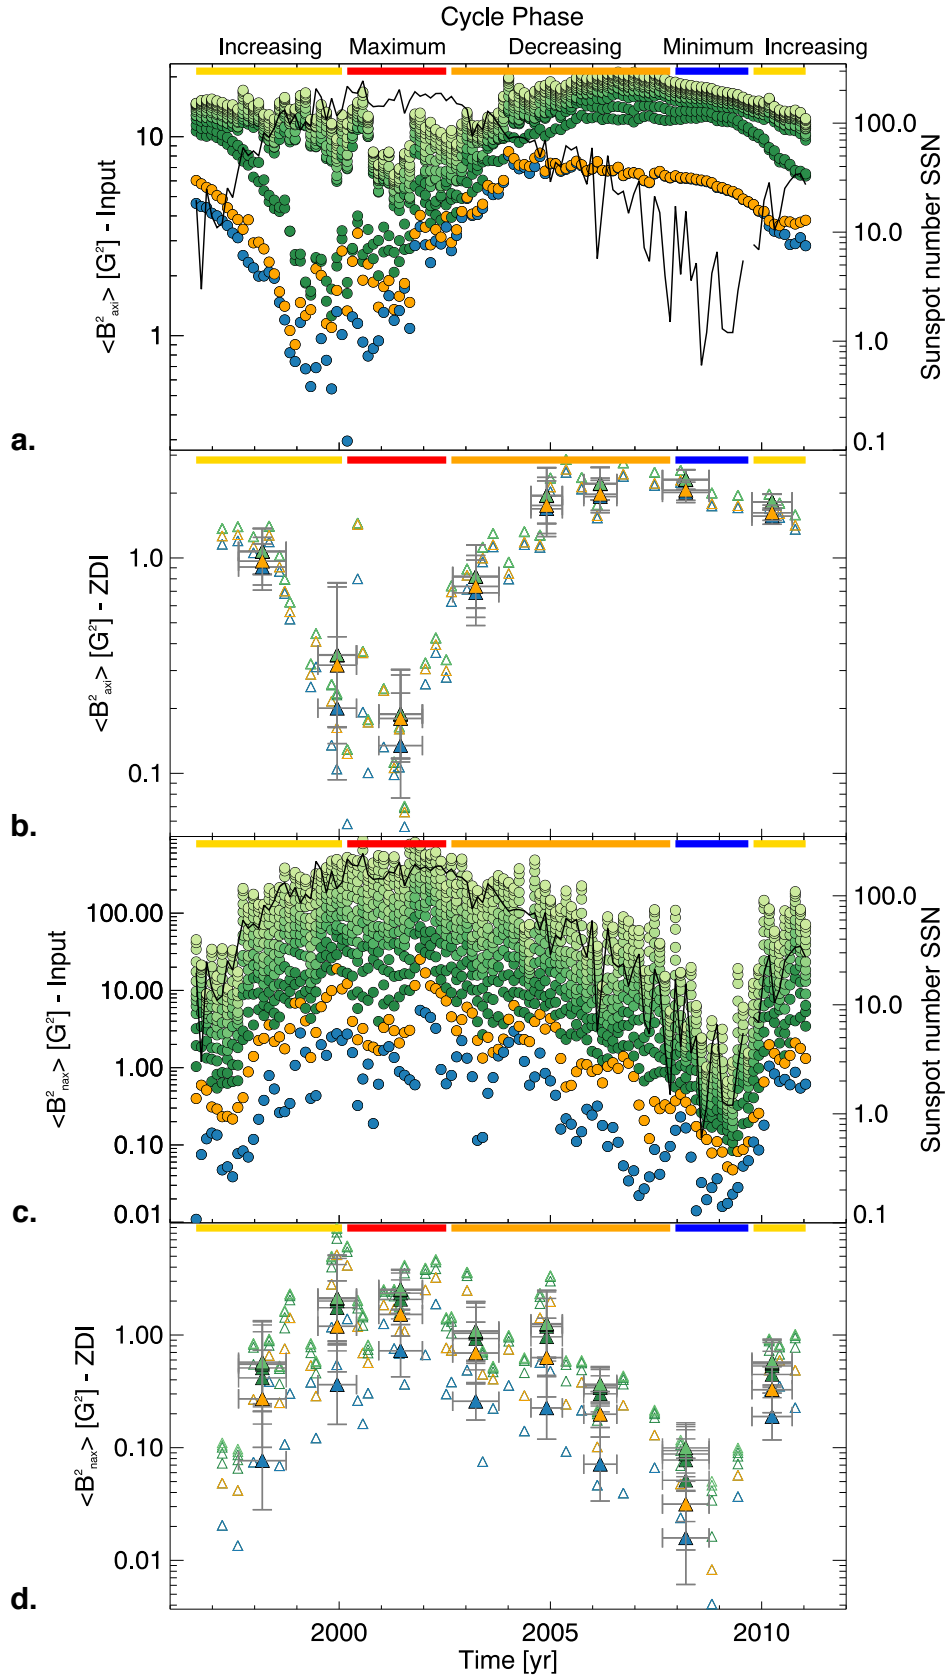 Cycle Phase
Increasing Maximum Decreasing Minimum Increasing
<B²axi> [G²] - Input
10
1
100.0
10.0
1.0
0.1
Sunspot number SSN
a.
<B²axi> [G²] - ZDI
1.0
0.1
b.
<B²nax> [G²] - Input
100.00
10.00
1.00
0.10
0.01
100.0
10.0
1.0
0.1
Sunspot number SSN
c.
<B²nax> [G²] - ZDI
1.00
0.10
0.01
d.
2000 2005 2010
Time [yr]